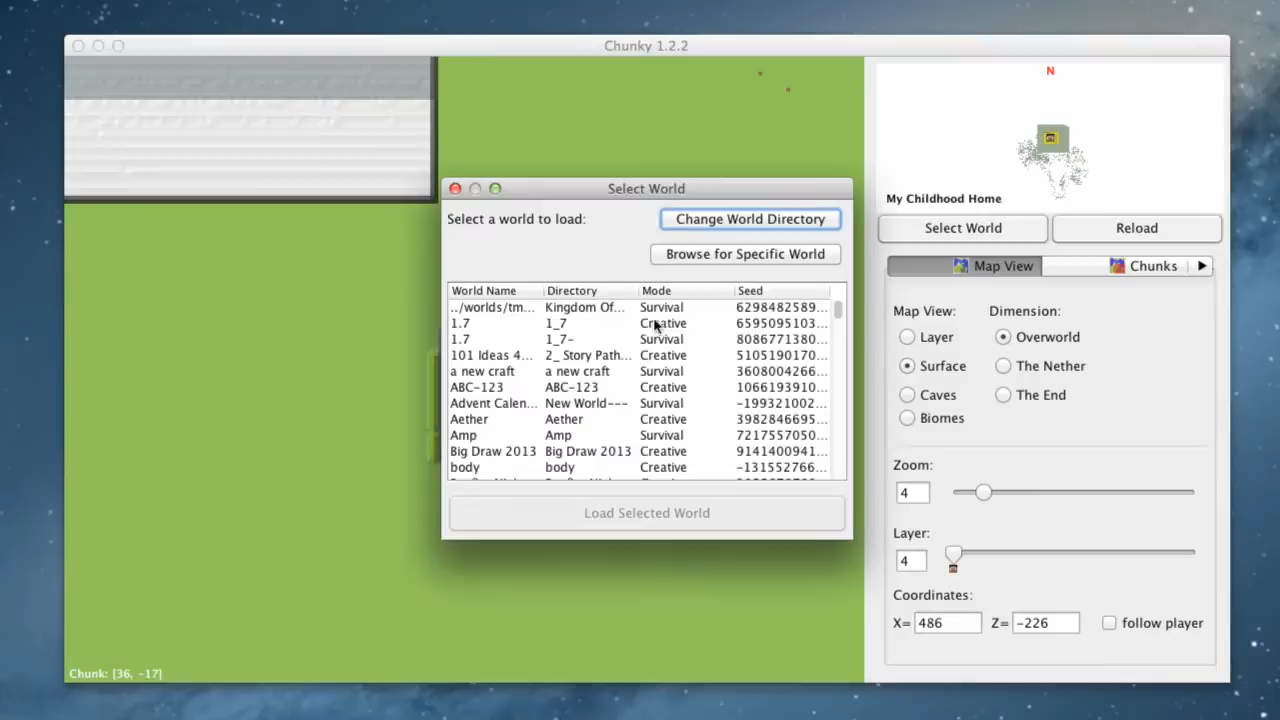 Chunky 1.2.2
N
My Childhood Home
Select World
Reload
Map View
Chunks
Map View:
Dimension:
Layer
Overworld
Surface
The Nether
Caves
The End
Biomes
Zoom:
4
Layer:
4
Coordinates:
X= 486
Z= -226
follow player
Select World
Select a world to load:
Change World Directory
Browse for Specific World
World Name Directory Mode Seed
../worlds/tm... Kingdom Of... Survival 6298482589...
1.7 1_7 Creative 6595095103...
1.7 1_7- Survival 8086771380...
101 Ideas 4... 2_ Story Path... Creative 5105190170...
a new craft a new craft Survival 3608004266...
ABC-123 ABC-123 Creative 1066193910...
Advent Calen... New World--- Survival -199321002...
Aether Aether Creative 3982846695...
Amp Amp Survival 7217557050...
Big Draw 2013 Big Draw 2013 Creative 9141400941...
body body Creative -131552766...
Load Selected World
Chunk: [36, -17]